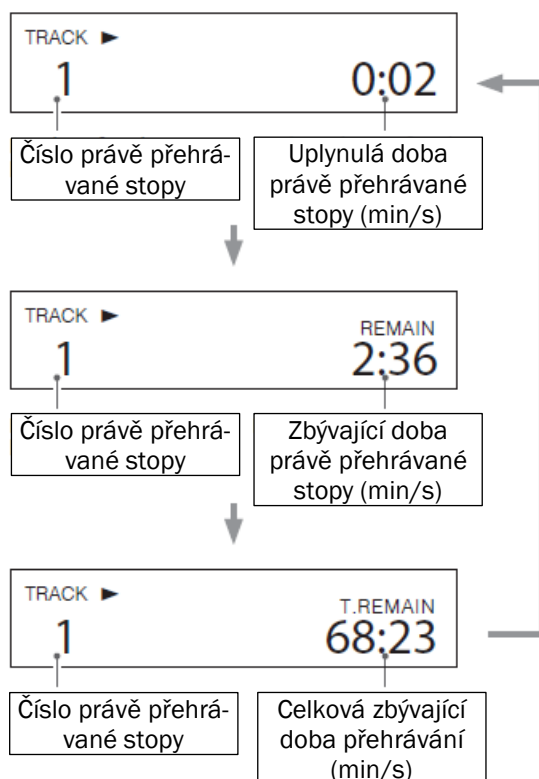 TRACK ►
1 0:02
Číslo právě přehrá-
vané stopy
Uplynulá doba
právě přehrávané
stopy (min/s)
TRACK ►
REMAIN
1 2:36
Číslo právě přehrá-
vané stopy
Zbývající doba
právě přehrávané
stopy (min/s)
TRACK ►
T.REMAIN
1 68:23
Číslo právě přehrá-
vané stopy
Celková zbývající
doba přehrávání
(min/s)